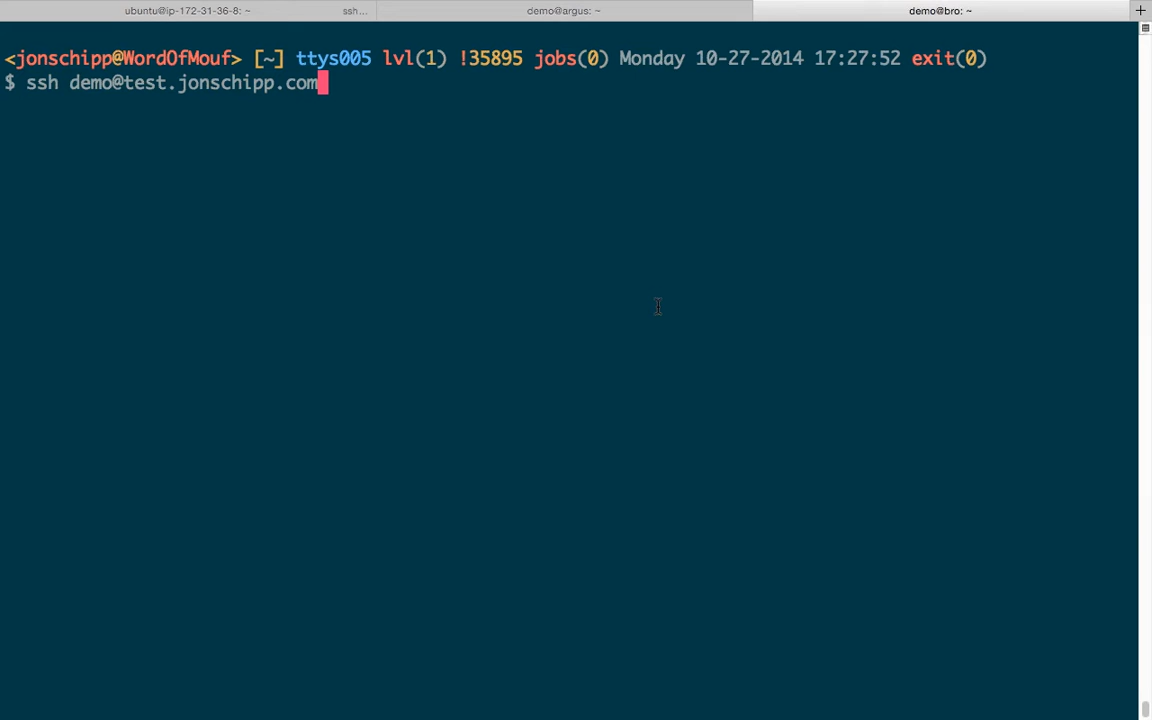 ubuntu@ip-172-31-36-8: ~ ssh... demo@argus: ~ demo@bro: ~ +
<jonschipp@WordOfMouf> [~] ttys005 lvl(1) !35895 jobs(0) Monday 10-27-2014 17:27:52 exit(0)
$ ssh demo@test.jonschipp.com